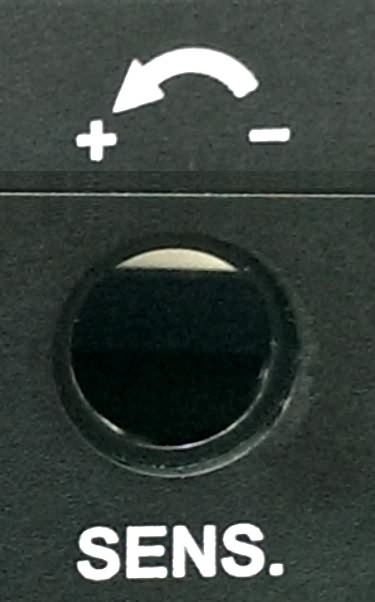 + −
SENS.